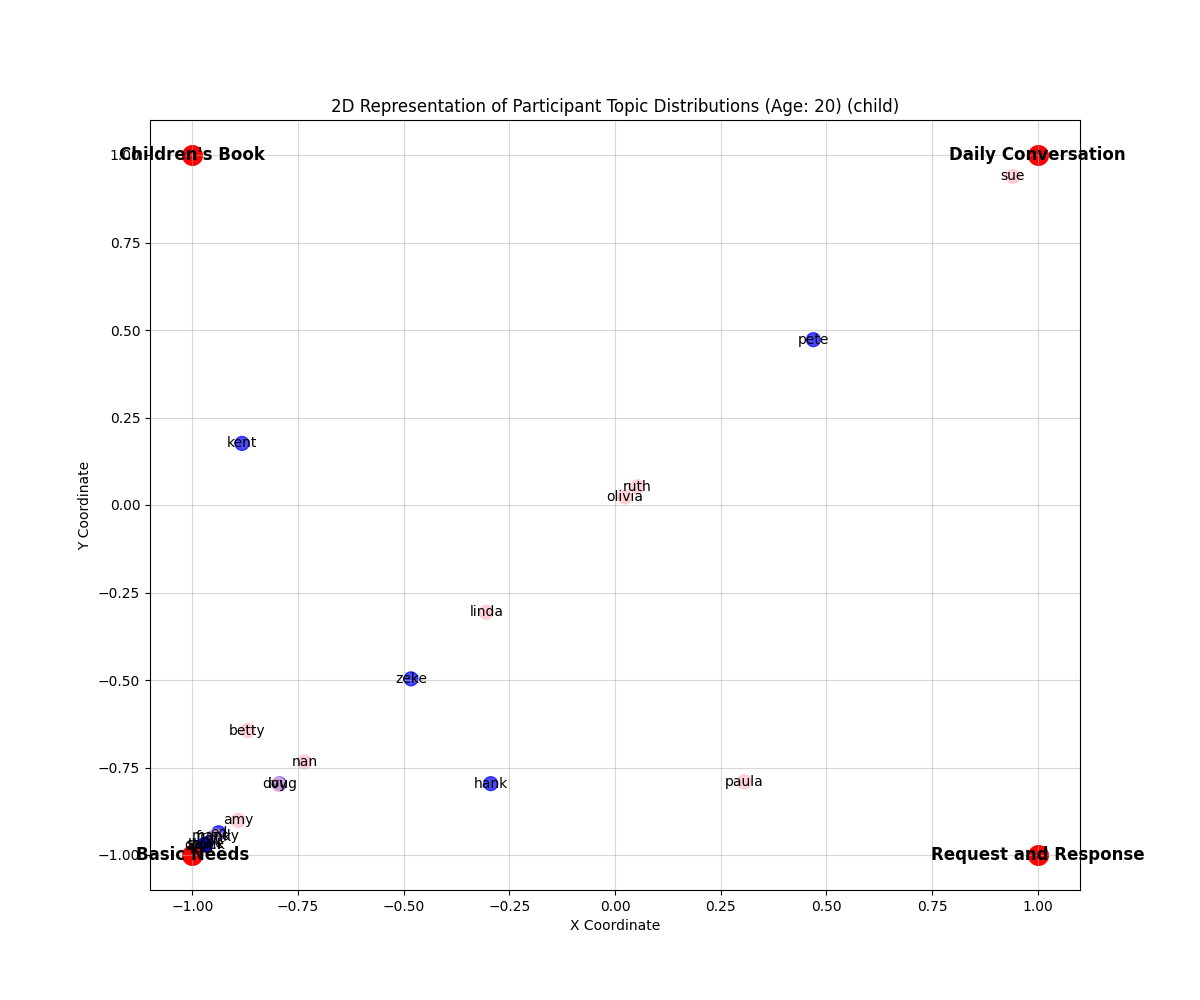 2D Representation of Participant Topic Distributions (Age: 20) (child)
1.00
Children's Book
Daily Conversation
sue
0.75
0.50
pete
0.25
kent
ruth
olivia
0.00
Y Coordinate
−0.25
linda
−0.50
zeke
betty
nan
−0.75
doug
hank
paula
amy
−1.00
Basic Needs
Request and Response
−1.00 −0.75 −0.50 −0.25 0.00 0.25 0.50 0.75 1.00
X Coordinate